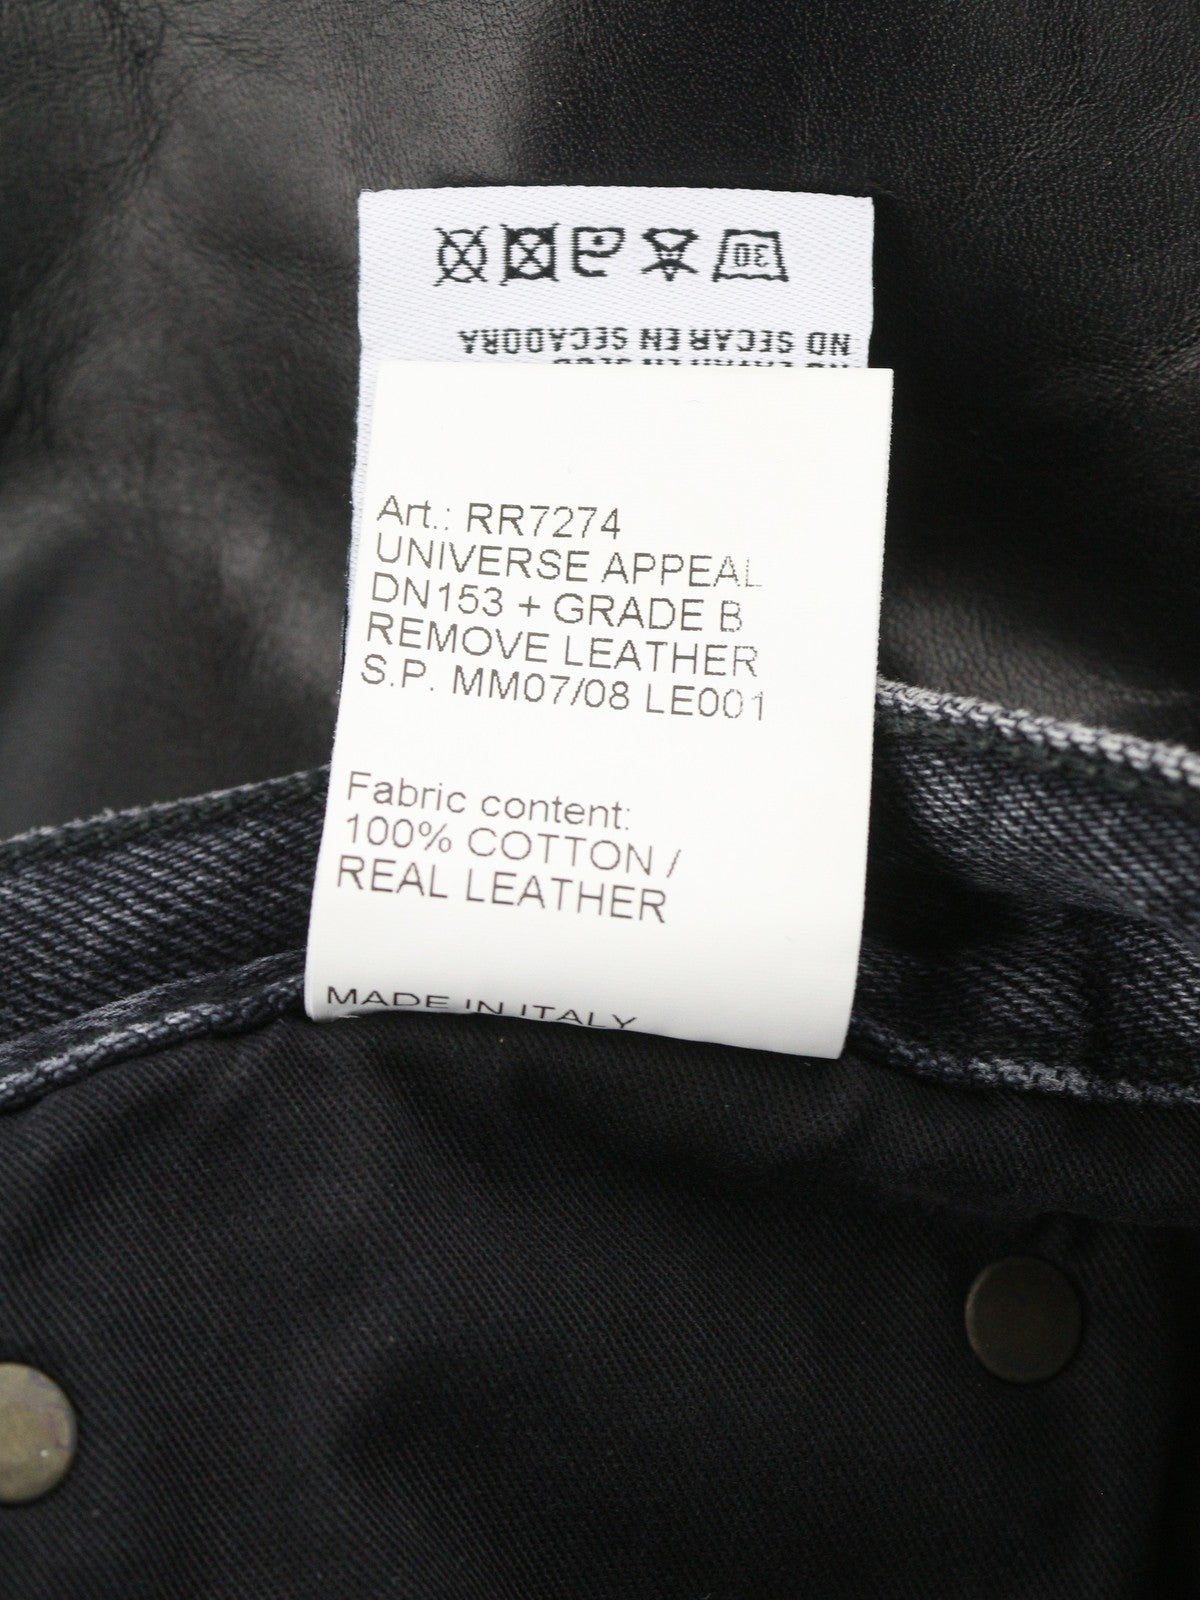 30
NO SECAR EN SECADORA
Art.: RR7274
UNIVERSE APPEAL
DN153 + GRADE B
REMOVE LEATHER
S.P. MM07/08 LE001
Fabric content:
100% COTTON /
REAL LEATHER
MADE IN ITALY